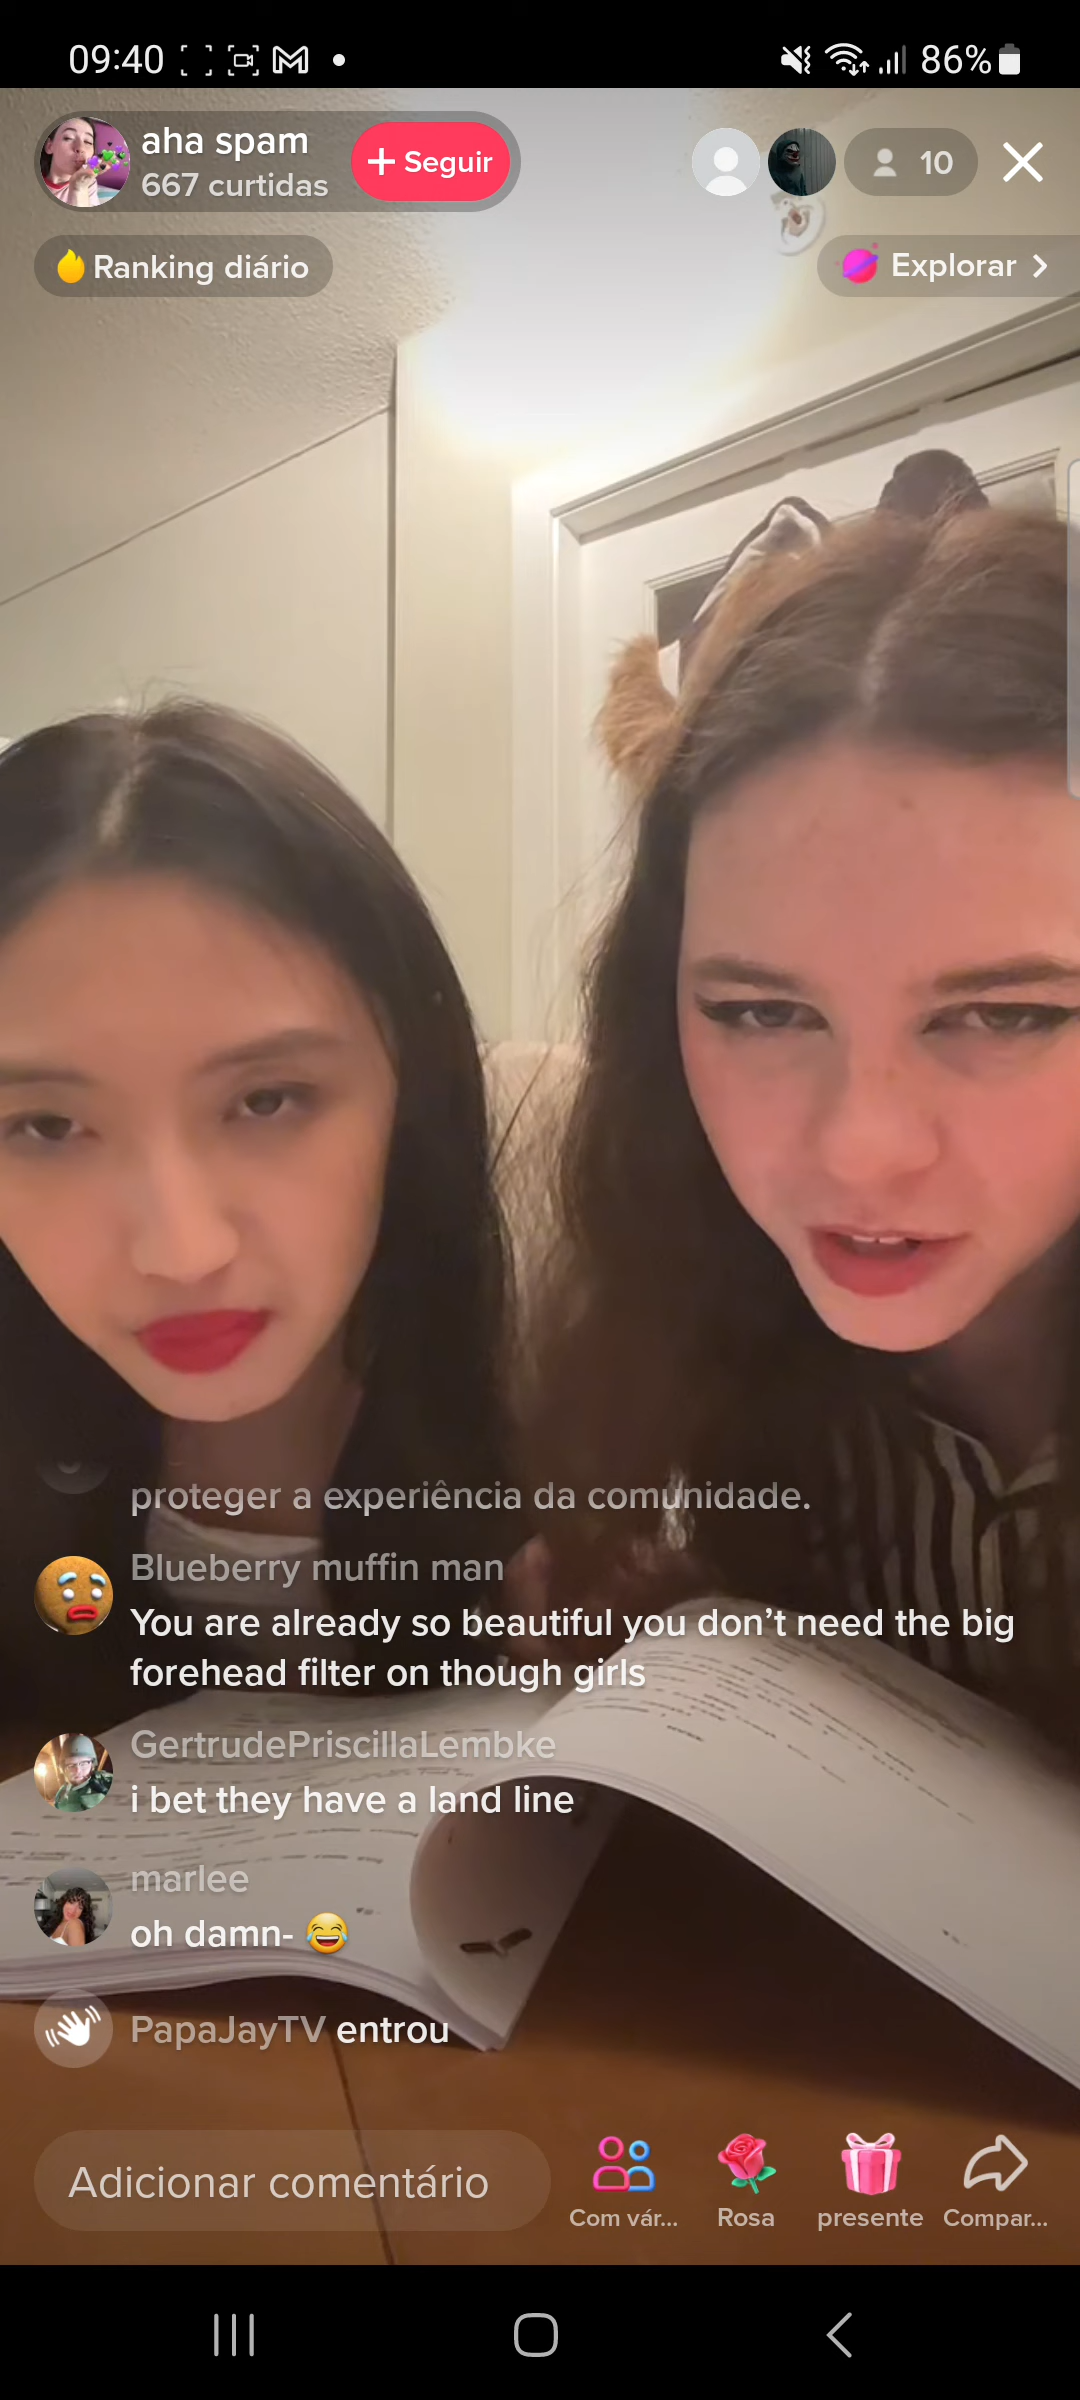 09:40
86%
aha spam
667 curtidas
+ Seguir
10
Ranking diário
Explorar
proteger a experiência da comunidade.
Blueberry muffin man
You are already so beautiful you don’t need the big
forehead filter on though girls
GertrudePriscillaLembke
i bet they have a land line
marlee
oh damn- 😂
PapaJayTV entrou
Adicionar comentário
Com vár...
Rosa
presente
Compar...